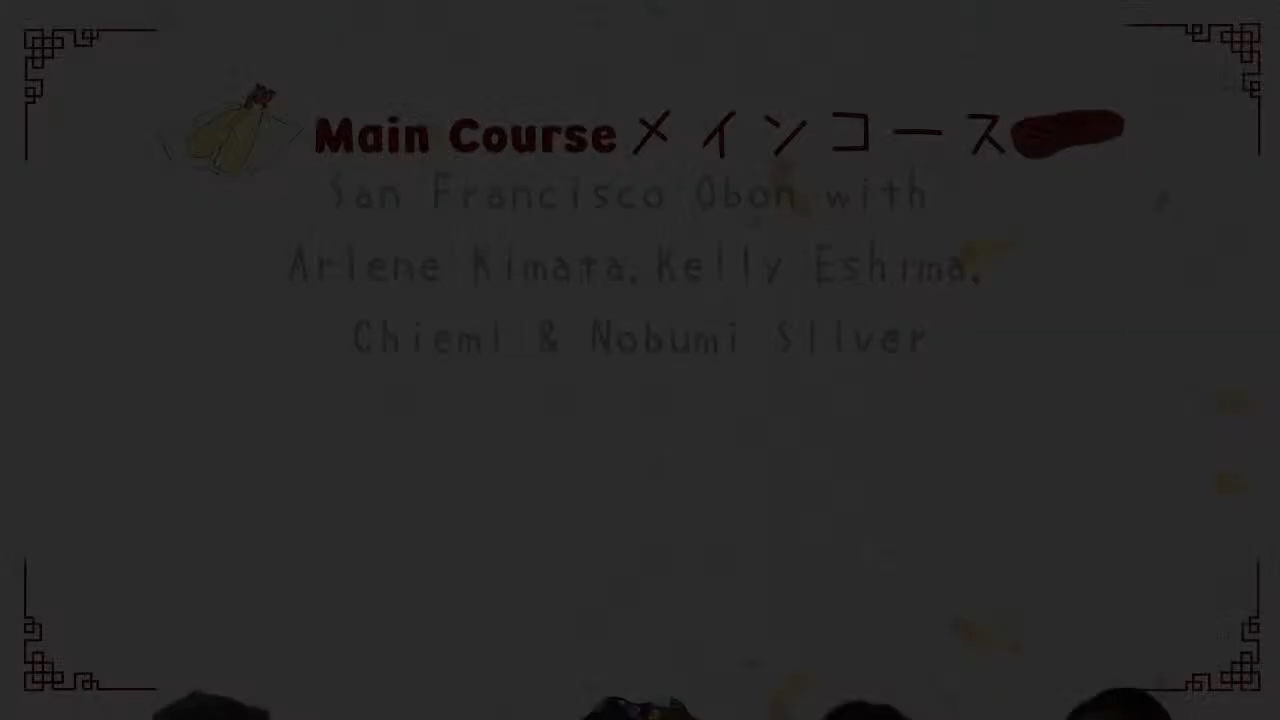 Main Course メインコース
San Francisco Obon with
Arlene Kimata, Kelly Eshima,
Chiemi & Nobumi Silver